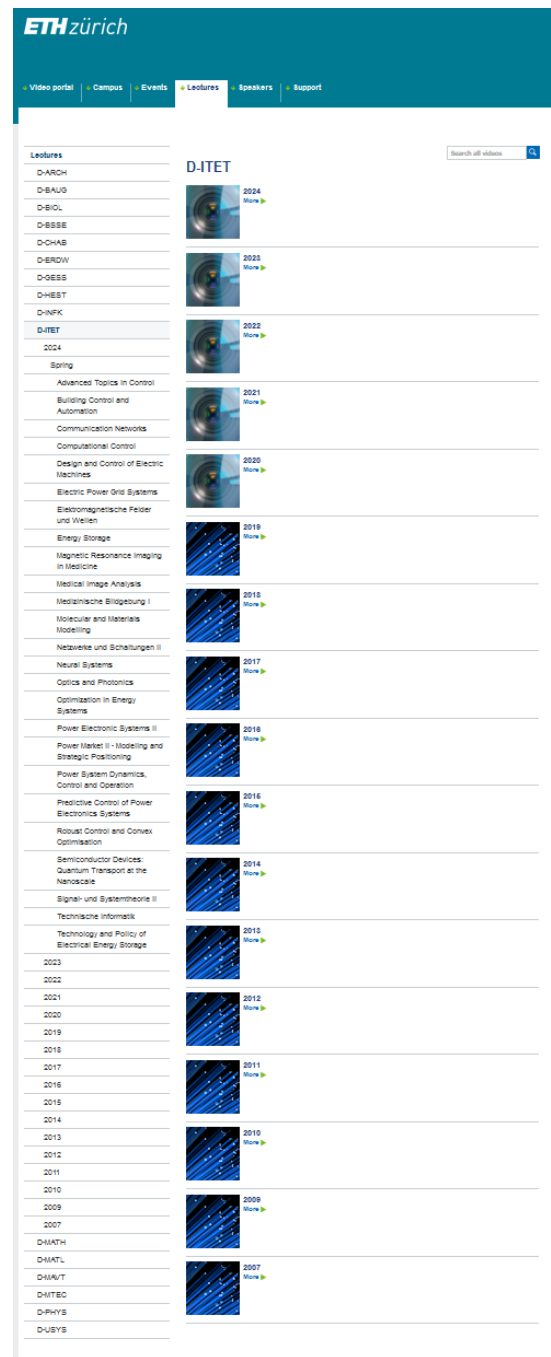 ETH zürich
Video portal
Campus
Events
Lectures
Speakers
Support
Search all videos
Lectures
D-ARCH
D-BAUG
D-BIOL
D-BSSE
D-CHAB
D-ERDW
D-GESS
D-HEST
D-INFK
D-ITET
2024
Spring
Advanced Topics in Control
Building Control and
Automation
Communication Networks
Computational Control
Design and Control of Electric
Machines
Electric Power Grid Systems
Elektromagnetische Felder
und Wellen
Energy Storage
Magnetic Resonance Imaging
in Medicine
Medical Image Analysis
Medizinische Bildgebung I
Molecular and Materials
Modelling
Netzwerke und Schaltungen II
Neural Systems
Optics and Photonics
Optimization in Energy
Systems
Power Electronic Systems II
Power Market II - Modeling and
Strategic Positioning
Power System Dynamics,
Control and Operation
Predictive Control of Power
Electronics Systems
Robust Control and Convex
Optimisation
Semiconductor Devices:
Quantum Transport at the
Nanoscale
Signal- und Systemtheorie II
Technische Informatik
Technology and Policy of
Electrical Energy Storage
2023
2022
2021
2020
2019
2018
2017
2016
2015
2014
2013
2012
2011
2010
2009
2007
D-MATH
D-MATL
D-MAVT
D-MTEC
D-PHYS
D-USYS
D-ITET
2024
More
2023
More
2022
More
2021
More
2020
More
2019
More
2018
More
2017
More
2016
More
2015
More
2014
More
2013
More
2012
More
2011
More
2010
More
2009
More
2007
More